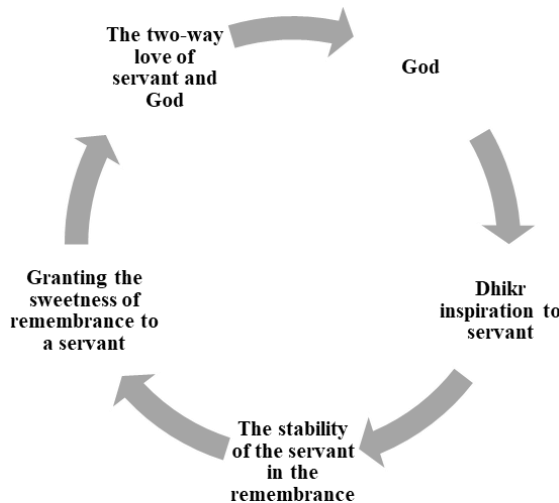 The two-way
love of
servant and
God
God
Dhikr
inspiration to
servant
The stability
of the servant
in the
remembrance
Granting the
sweetness of
remembrance to
a servant